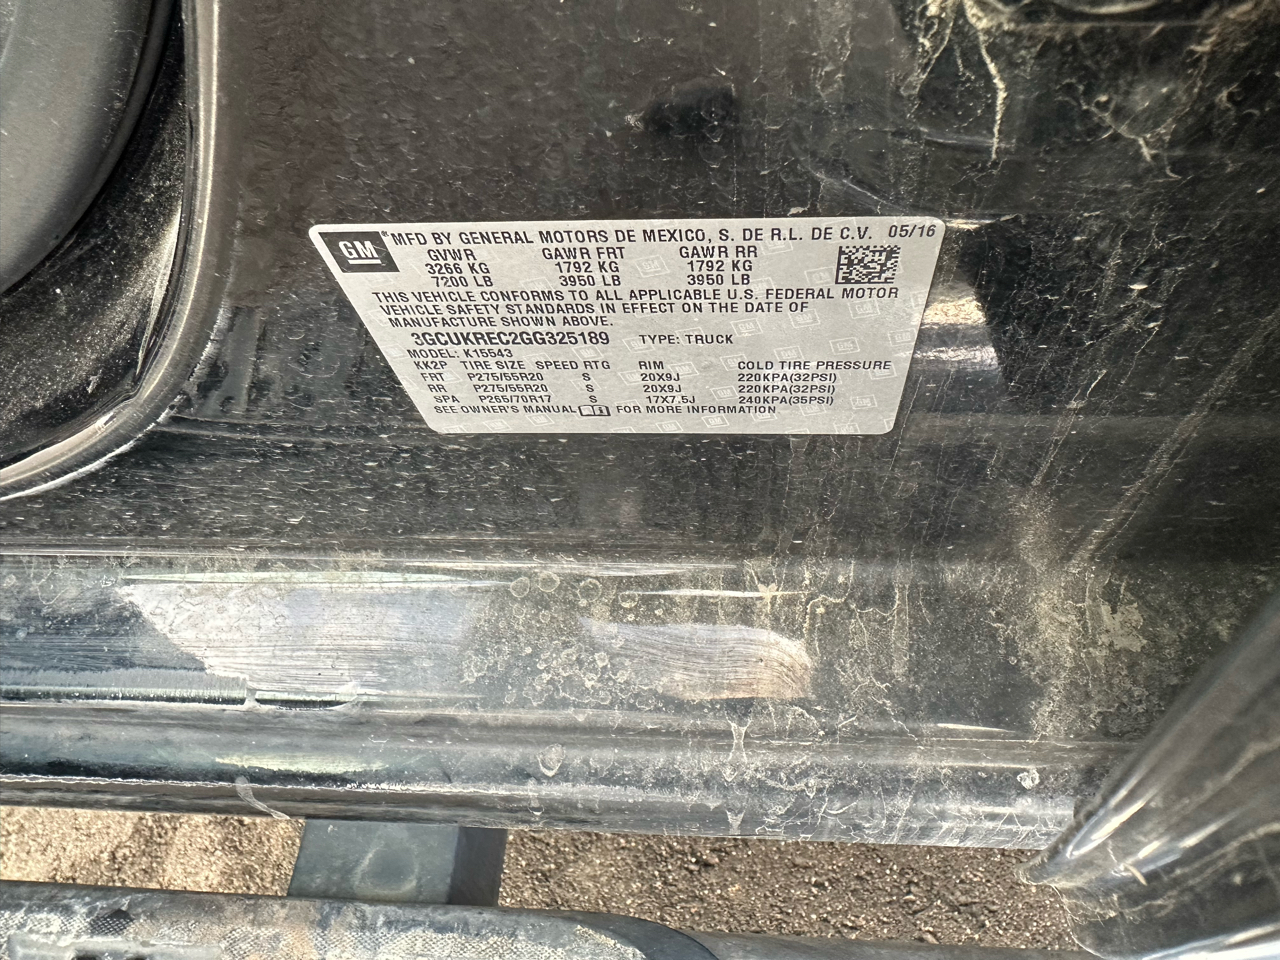 GM MFD BY GENERAL MOTORS DE MEXICO, S. DE R.L. DE C.V. 05/16
GVWR GAWR FRT GAWR RR
3266 KG 1792 KG 1792 KG
7200 LB 3950 LB 3950 LB
THIS VEHICLE CONFORMS TO ALL APPLICABLE U.S. FEDERAL MOTOR
VEHICLE SAFETY STANDARDS IN EFFECT ON THE DATE OF
MANUFACTURE SHOWN ABOVE.
3GCUKREC2GG325189 TYPE: TRUCK
MODEL: K15543
KK2P TIRE SIZE SPEED RTG RIM COLD TIRE PRESSURE
FRT P275/55R20 S 20X9J 220KPA(32PSI)
RR P275/55R20 S 20X9J 220KPA(32PSI)
SPA P265/70R17 S 17X7.5J 240KPA(35PSI)
SEE OWNER'S MANUAL FOR MORE INFORMATION